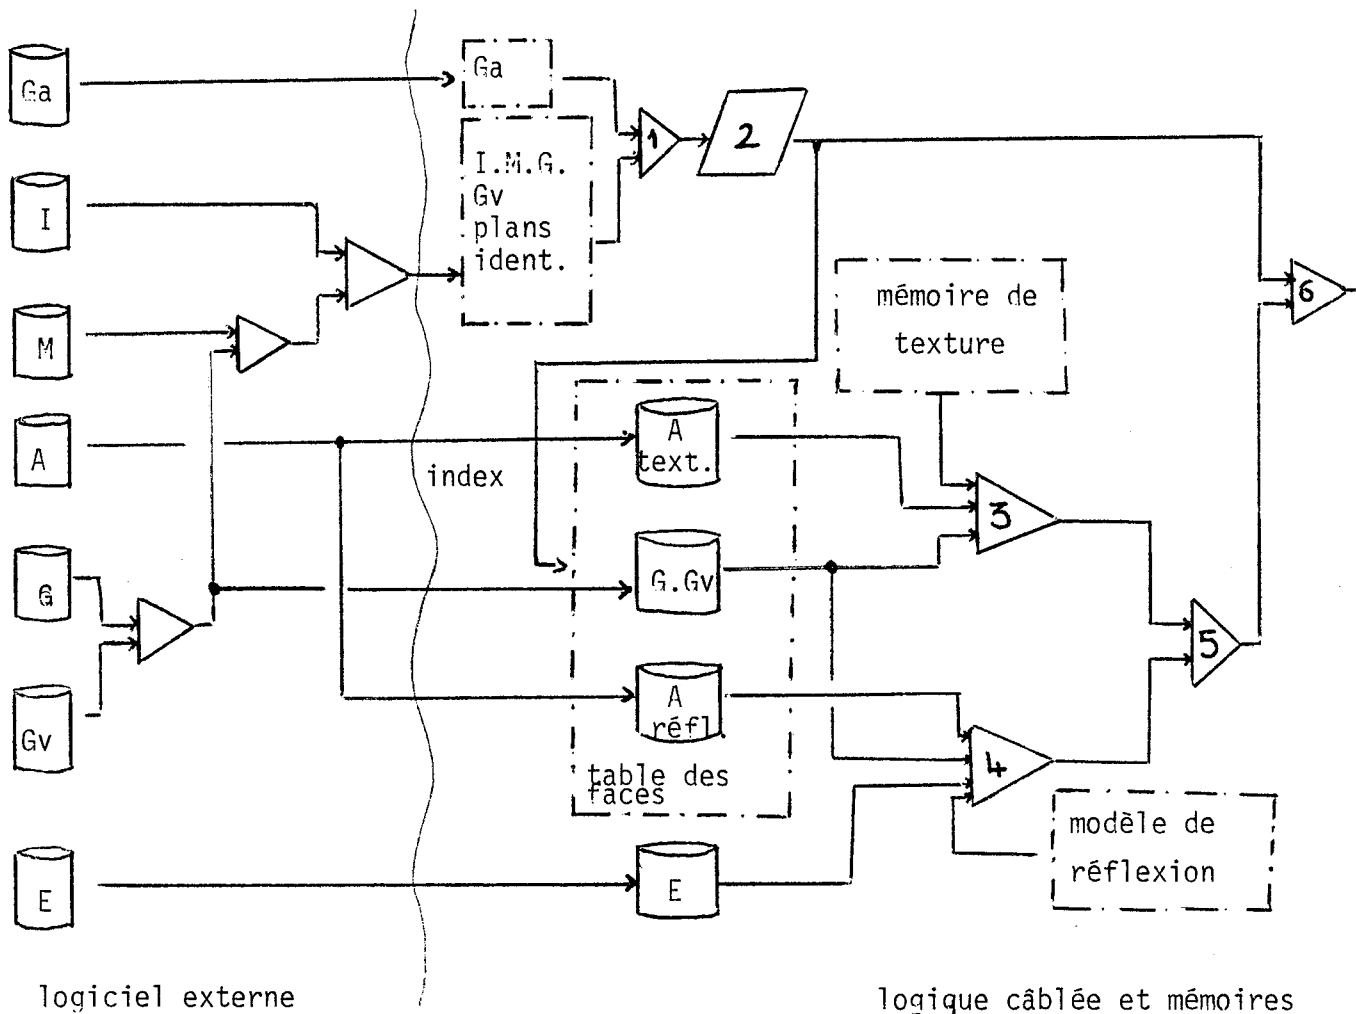 Ga
Ga
1
2
I.M.G.
Gv
plans
ident.
I
mémoire de
texture
6
M
A
index
A
text.
3
G
G.Gv
5
Gv
A
réfl
table des
faces
4
modèle de
réflexion
E
E
logiciel externe
logique câblée et mémoires